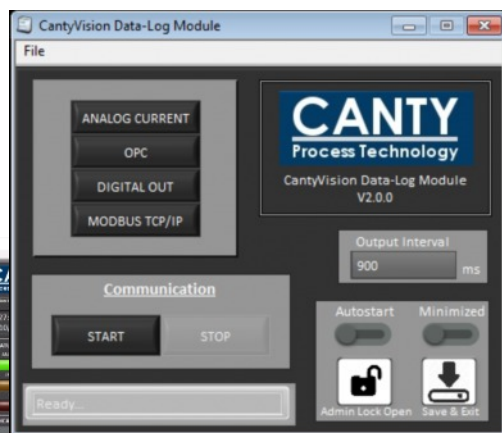 CantyVision Data-Log Module
File
ANALOG CURRENT
OPC
DIGITAL OUT
MODBUS TCP/IP
CANTY
Process Technology
CantyVision Data-Log Module
V2.0.0
Output Interval
900 ms
Communication
START STOP
Autostart Minimized
Ready...
Admin Lock Open Save & Exit